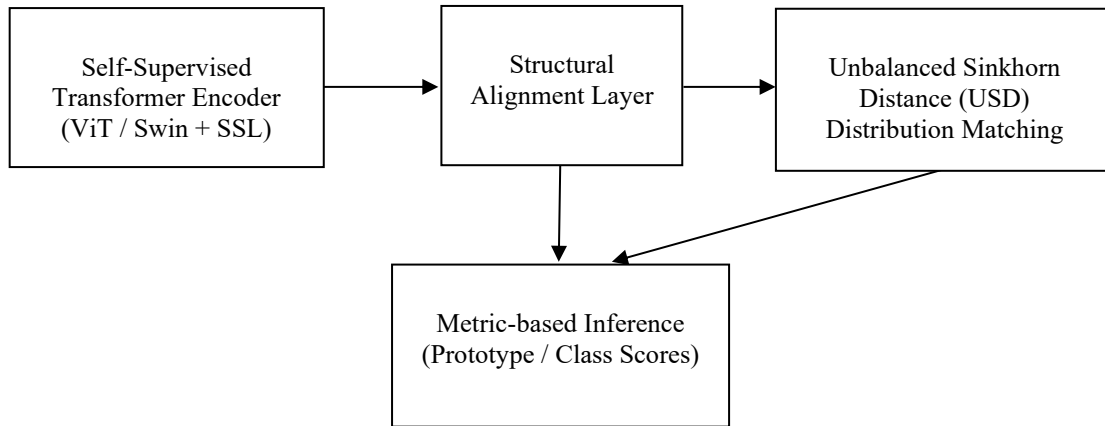 Self-Supervised
Transformer Encoder
(ViT / Swin + SSL)
Structural
Alignment Layer
Unbalanced Sinkhorn
Distance (USD)
Distribution Matching
Metric-based Inference
(Prototype / Class Scores)